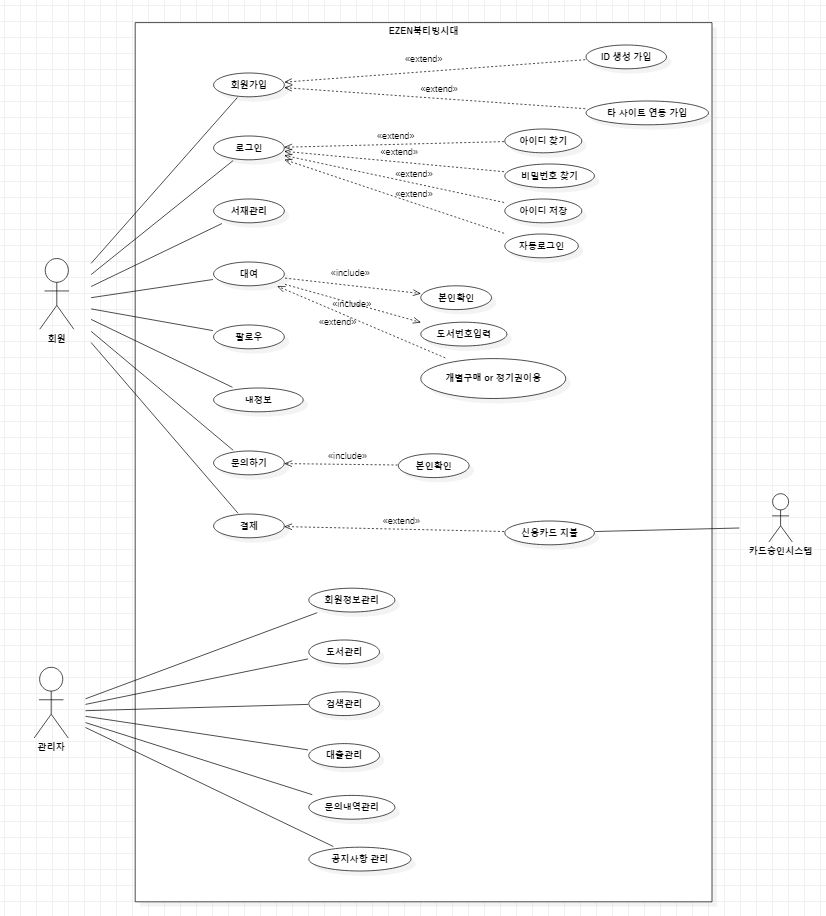 EZEN북티빙시대
ID 생성 가입
«extend»
회원가입
«extend»
타 사이트 연동 가입
로그인
«extend»
아이디 찾기
«extend»
비밀번호 찾기
«extend»
아이디 저장
«extend»
자동로그인
서재관리
대여
«include»
본인확인
«include»
도서번호입력
«extend»
개별구매 or 정기권이용
회원
팔로우
내정보
문의하기
«include»
본인확인
결제
«extend»
신용카드 지불
카드승인시스템
회원정보관리
도서관리
검색관리
관리자
대출관리
문의내역관리
공지사항 관리